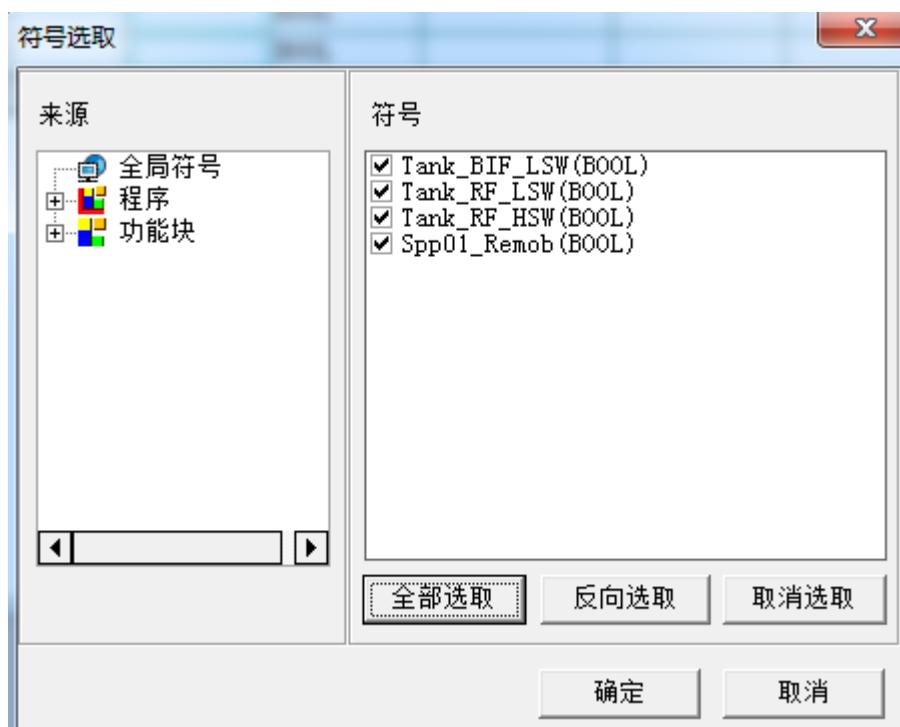 符号选取
来源
符号
全局符号
程序
功能块
Tank_BIF_LSW(BOOL)
Tank_RF_LSW(BOOL)
Tank_RF_HSW(BOOL)
Spp01_Remob(BOOL)
全部选取
反向选取
取消选取
确定
取消